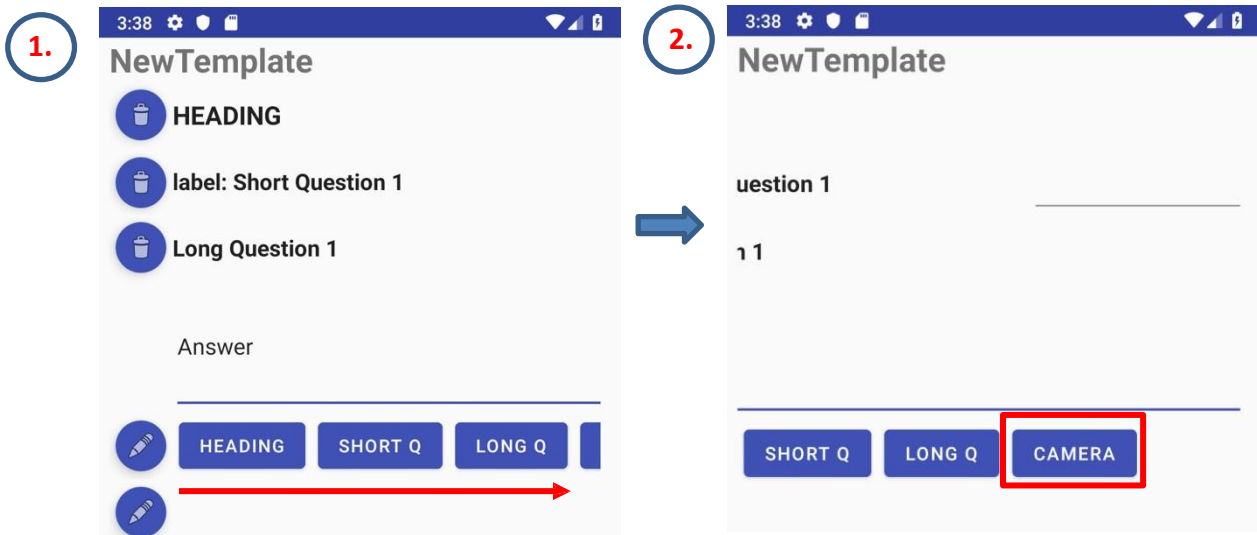 1.
3:38
NewTemplate
HEADING
label: Short Question 1
Long Question 1
Answer
HEADING SHORT Q LONG Q
2.
3:38
NewTemplate
uestion 1
n 1
SHORT Q LONG Q CAMERA